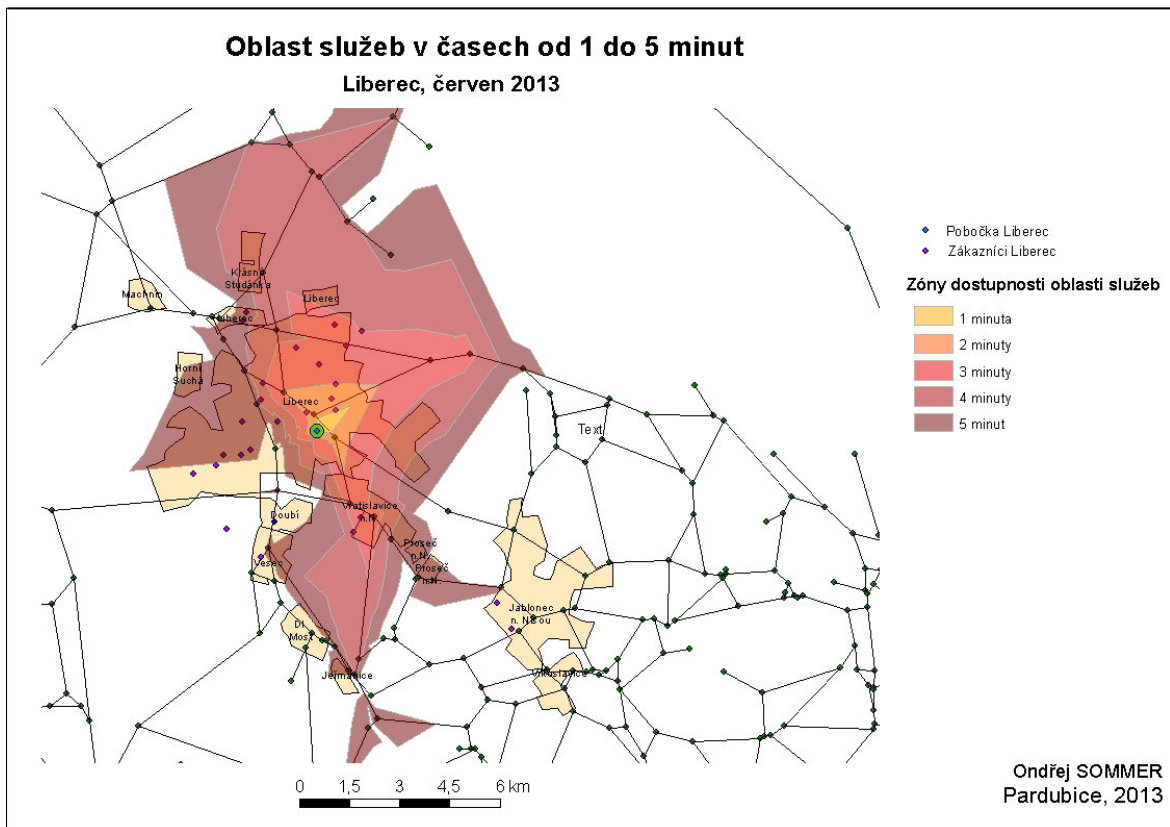 Oblast služeb v časech od 1 do 5 minut
Liberec, červen 2013
Pobočka Liberec
Zákazníci Liberec
Zóny dostupnosti oblasti služeb
1 minuta
2 minuty
3 minuty
4 minuty
5 minut
Krásná
Studánka
Machnín
Liberec
Liberec
Horní
Suchá
Liberec
Text
Vratislavice
n.N.
Doubí
Vesec
Proseč
n.N.
Proseč
n.N.
Dl
Most
Jablonec
n. N
ou
Jeřmanice
0 1,5 3 4,5 6 km
Ondřej SOMMER
Pardubice, 2013